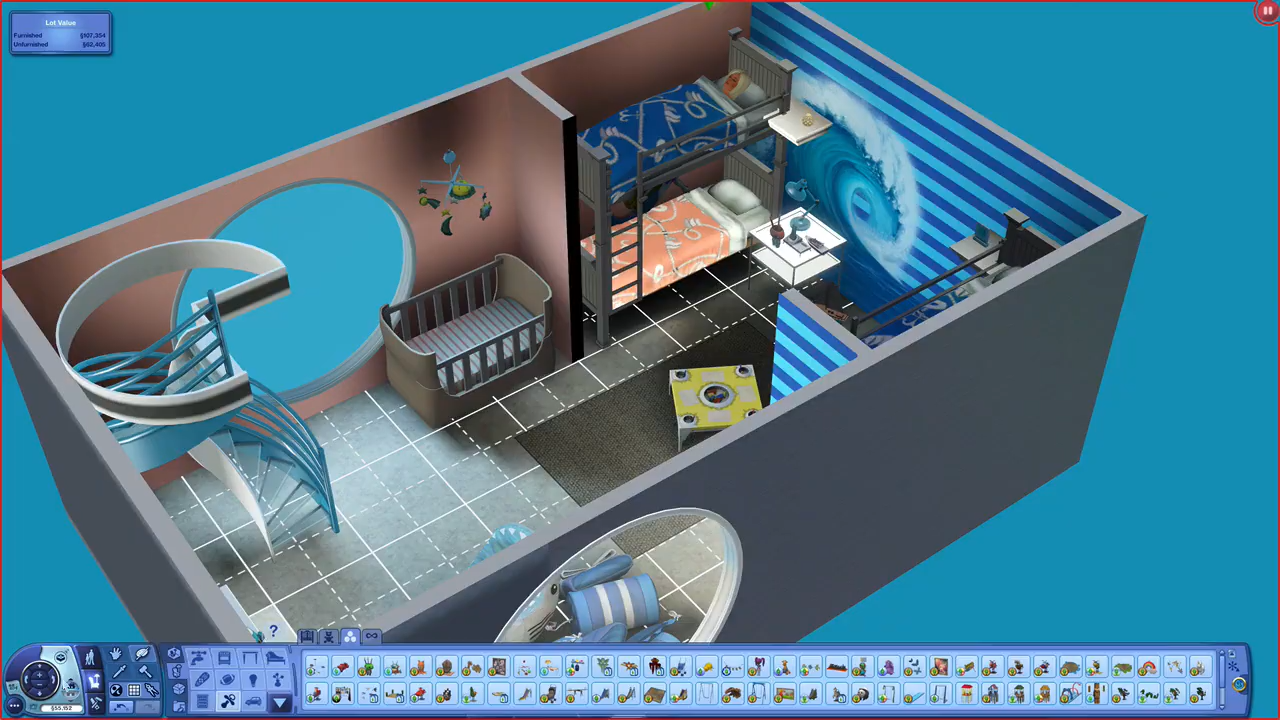 Lot Value
Furnished §107,354
Unfurnished §62,405
?
§55,152